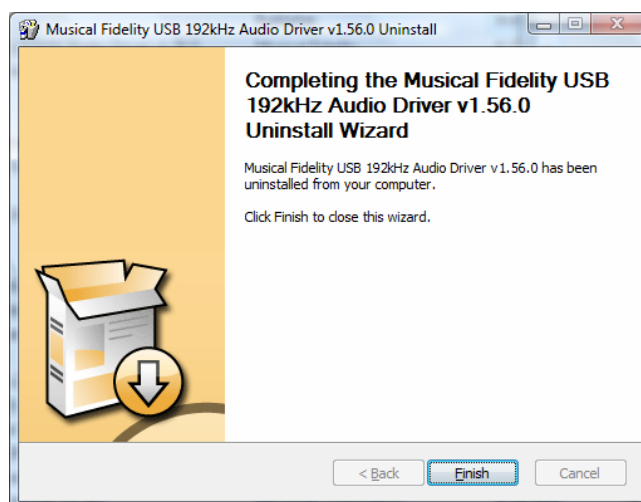 Musical Fidelity USB 192kHz Audio Driver v1.56.0 Uninstall
Completing the Musical Fidelity USB
192kHz Audio Driver v1.56.0
Uninstall Wizard
Musical Fidelity USB 192kHz Audio Driver v1.56.0 has been
uninstalled from your computer.
Click Finish to close this wizard.
< Back Finish Cancel